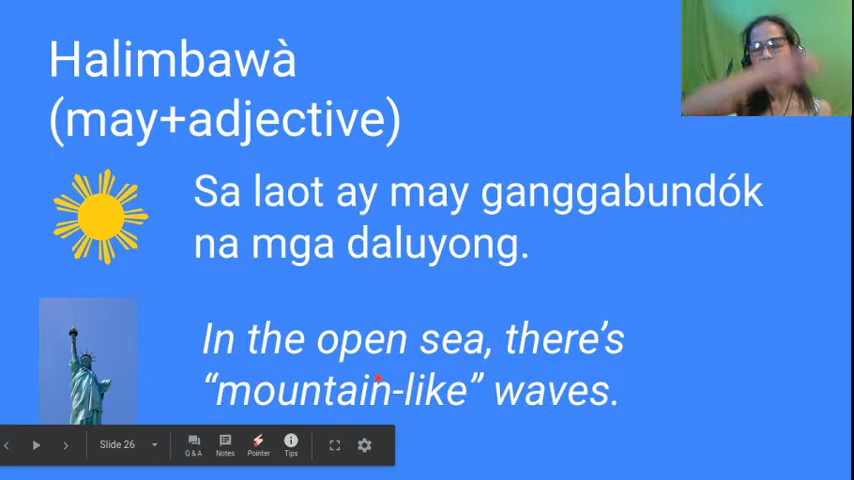 Halimbawà
(may+adjective)
Sa laot ay may ganggabundók
na mga daluyong.
In the open sea, there’s
“mountain-like” waves.
Slide 26
Q & A
Notes
Pointer
Tips